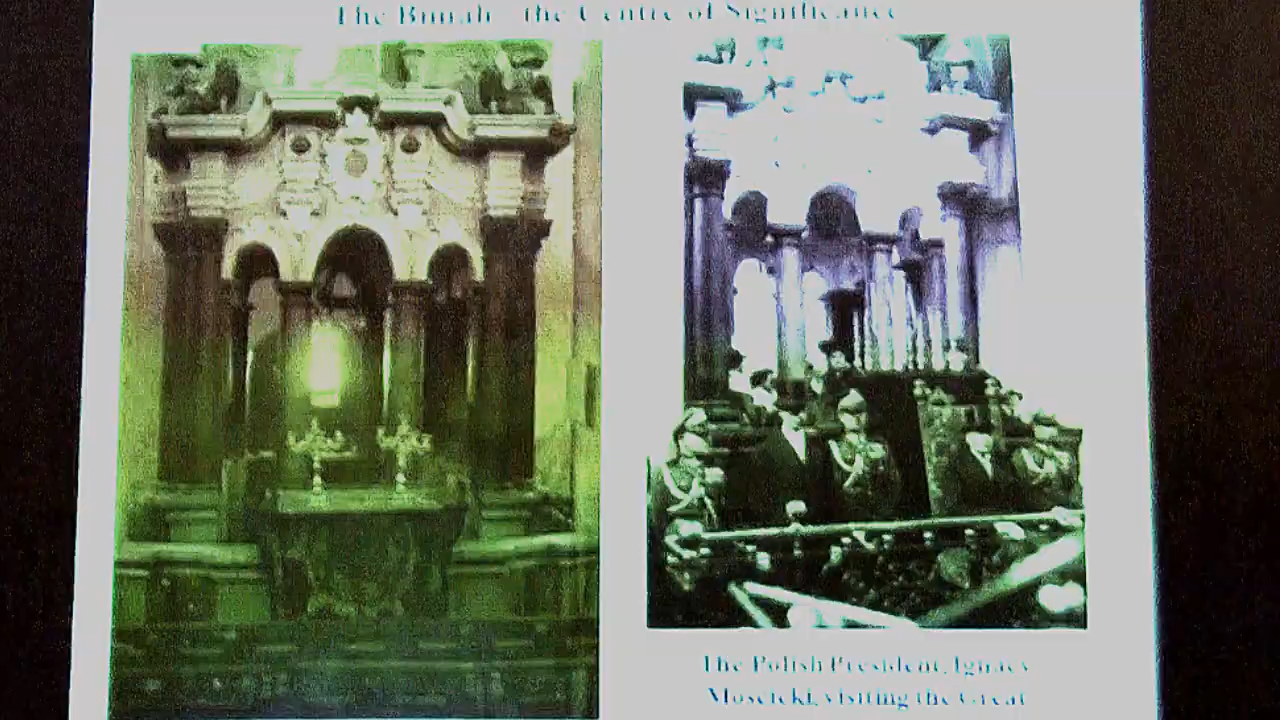 The Bimah – the Centre of Significance
The Polish President, Ignacy
Moscicki, visiting the Great